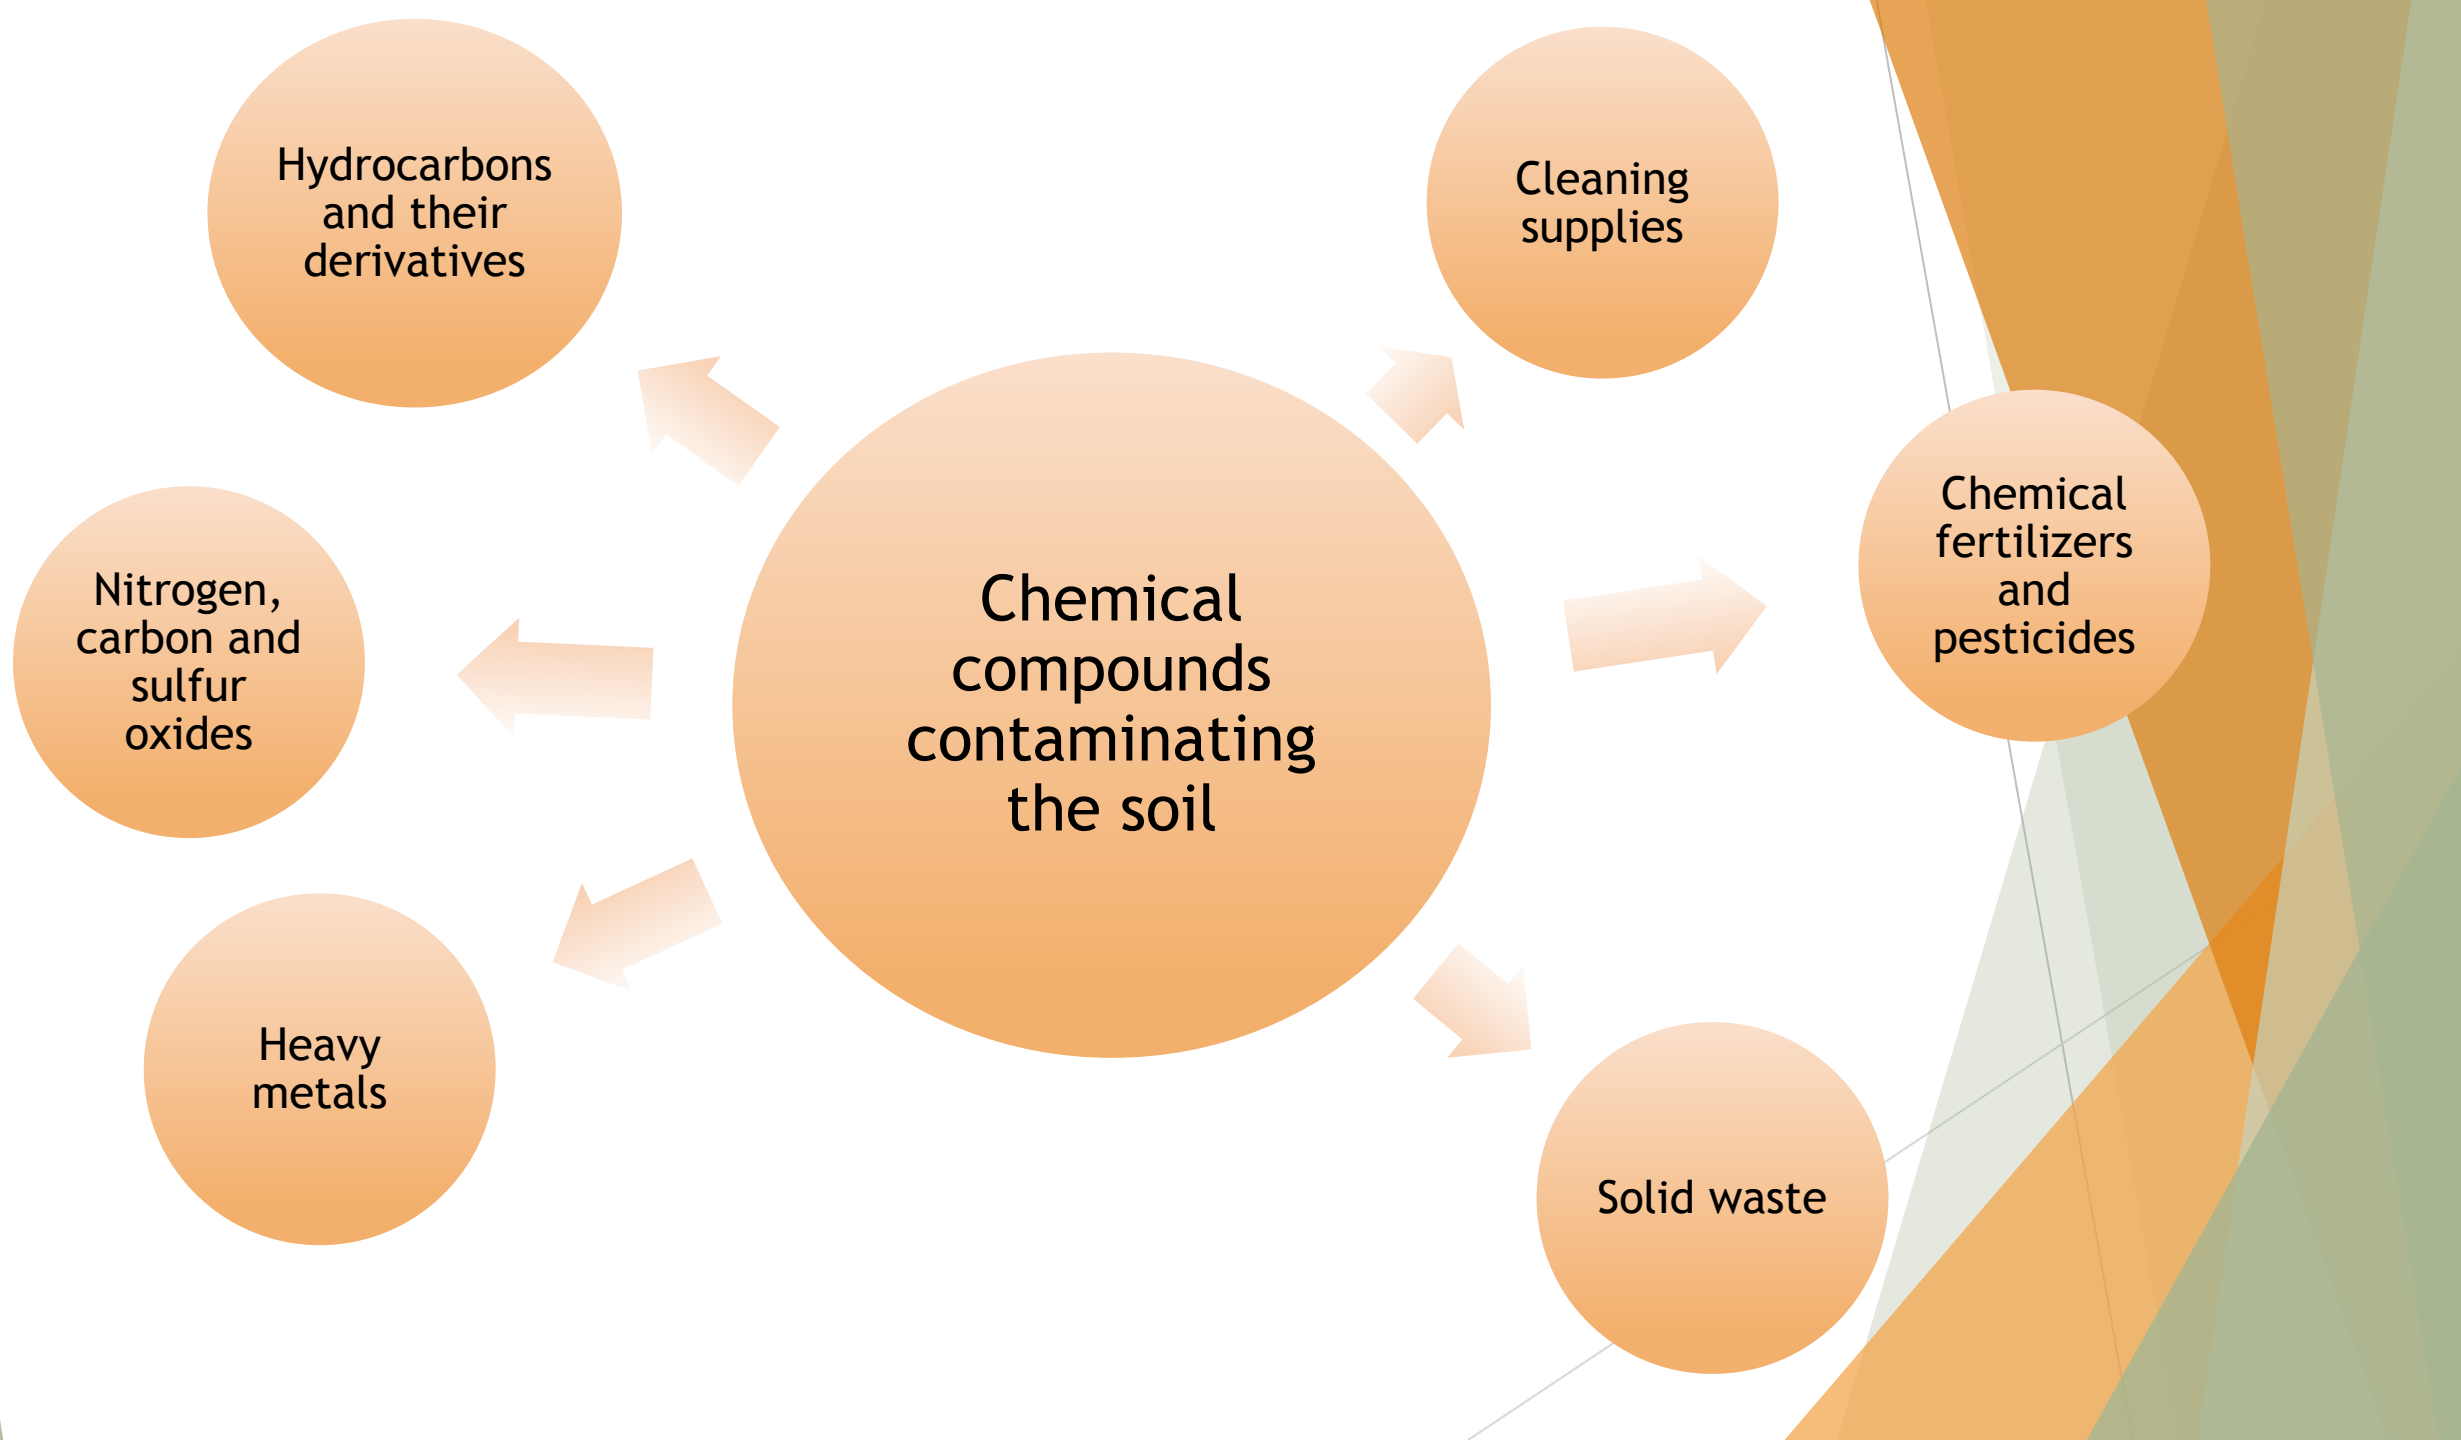 Hydrocarbons
and their
derivatives
Cleaning
supplies
Chemical
fertilizers
and
pesticides
Nitrogen,
carbon and
sulfur
oxides
Chemical
compounds
contaminating
the soil
Heavy
metals
Solid waste